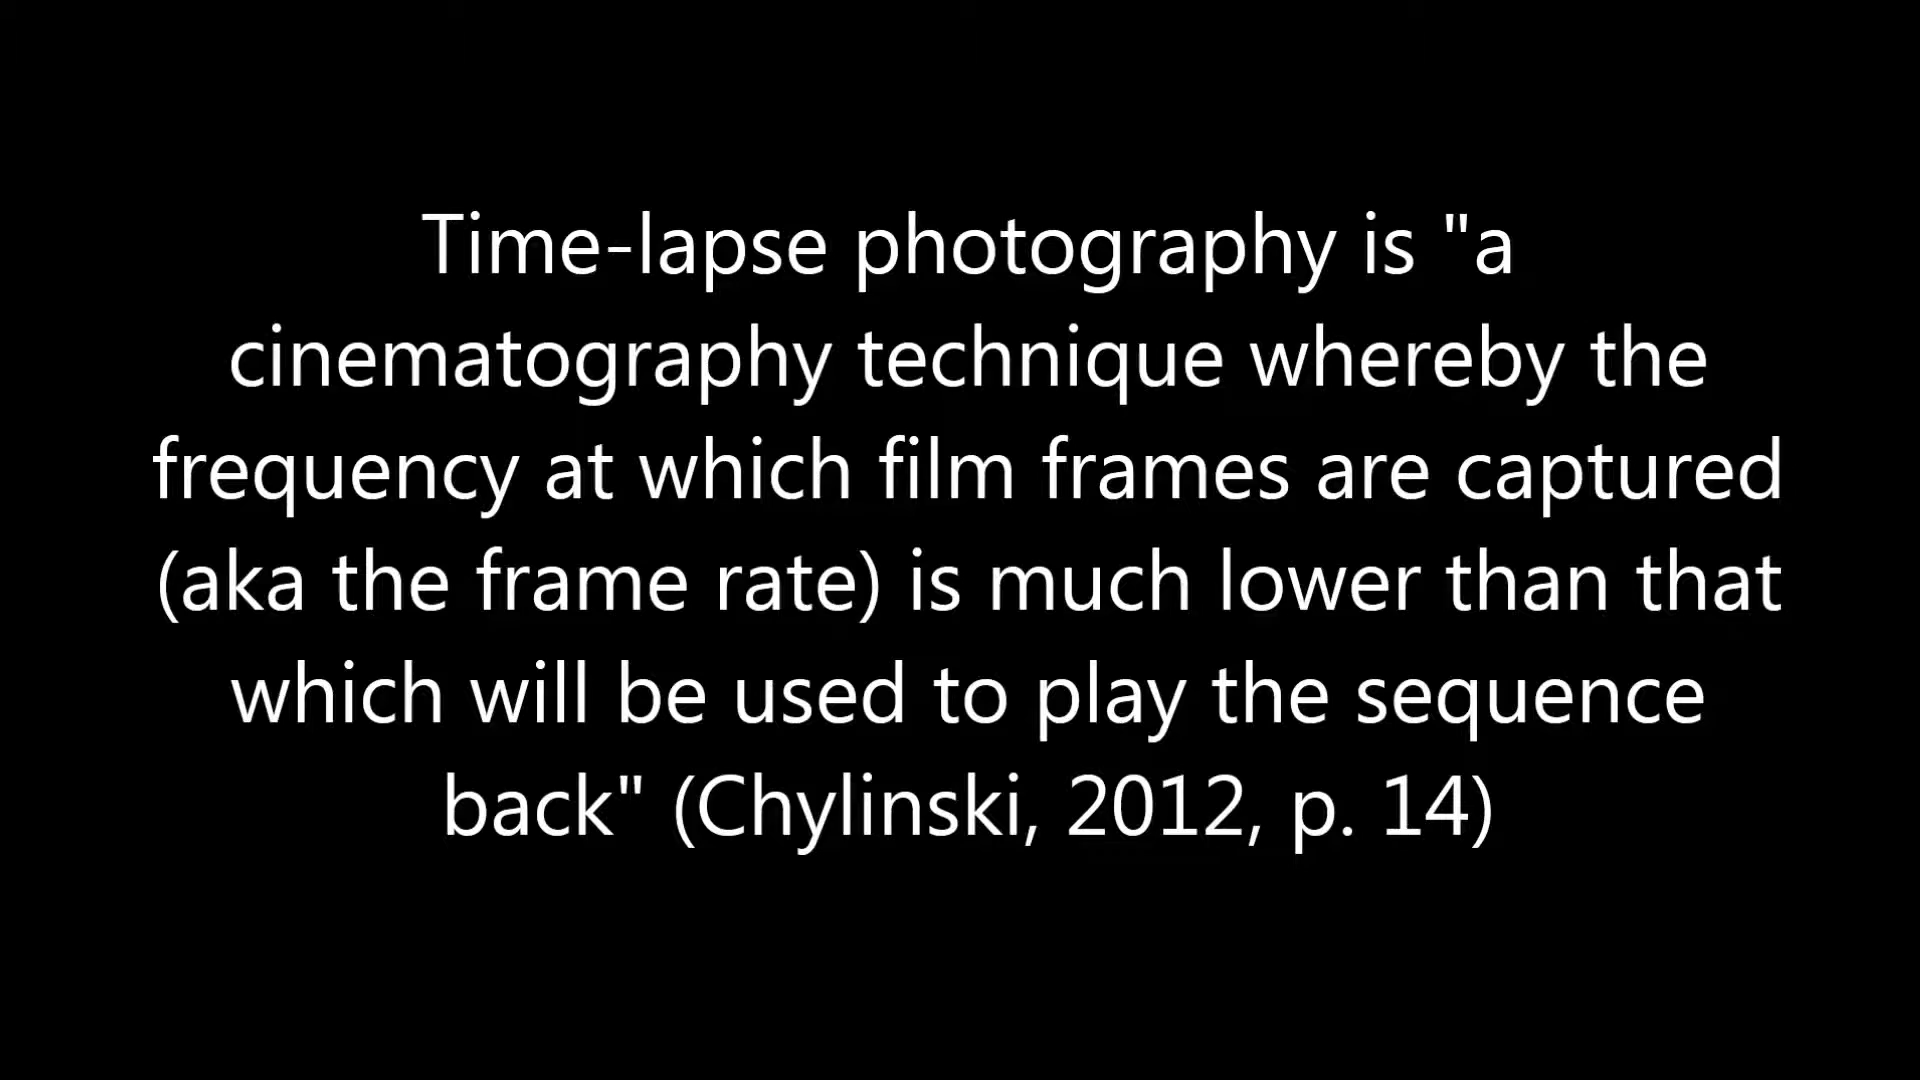 Time-lapse photography is "a
cinematography technique whereby the
frequency at which film frames are captured
(aka the frame rate) is much lower than that
which will be used to play the sequence
back" (Chylinski, 2012, p. 14)